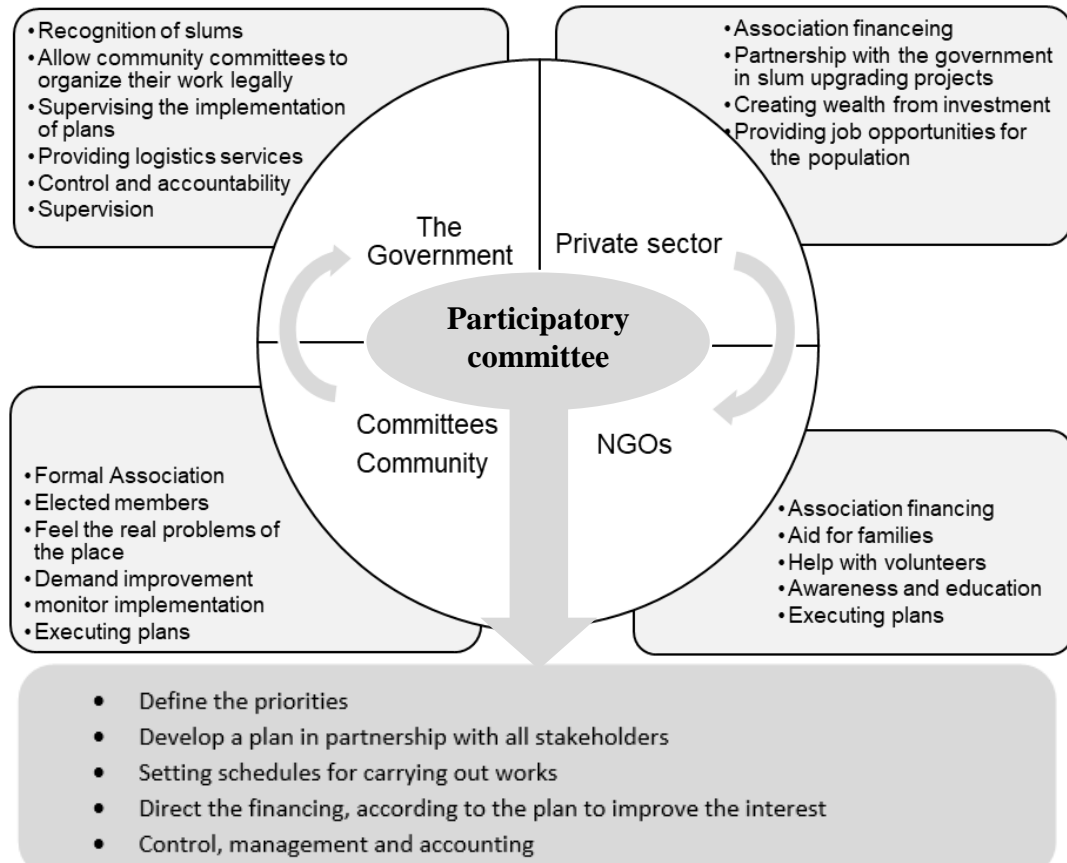 • Recognition of slums
• Allow community committees to
organize their work legally
• Supervising the implementation
of plans
• Providing logistics services
• Control and accountability
• Supervision
• Association financeing
• Partnership with the government
in slum upgrading projects
• Creating wealth from investment
• Providing job opportunities for
the population
The
Government
Private sector
Participatory
committee
Committees
Community
NGOs
• Formal Association
• Elected members
• Feel the real problems of
the place
• Demand improvement
• monitor implementation
• Executing plans
• Association financing
• Aid for families
• Help with volunteers
• Awareness and education
• Executing plans
• Define the priorities
• Develop a plan in partnership with all stakeholders
• Setting schedules for carrying out works
• Direct the financing, according to the plan to improve the interest
• Control, management and accounting